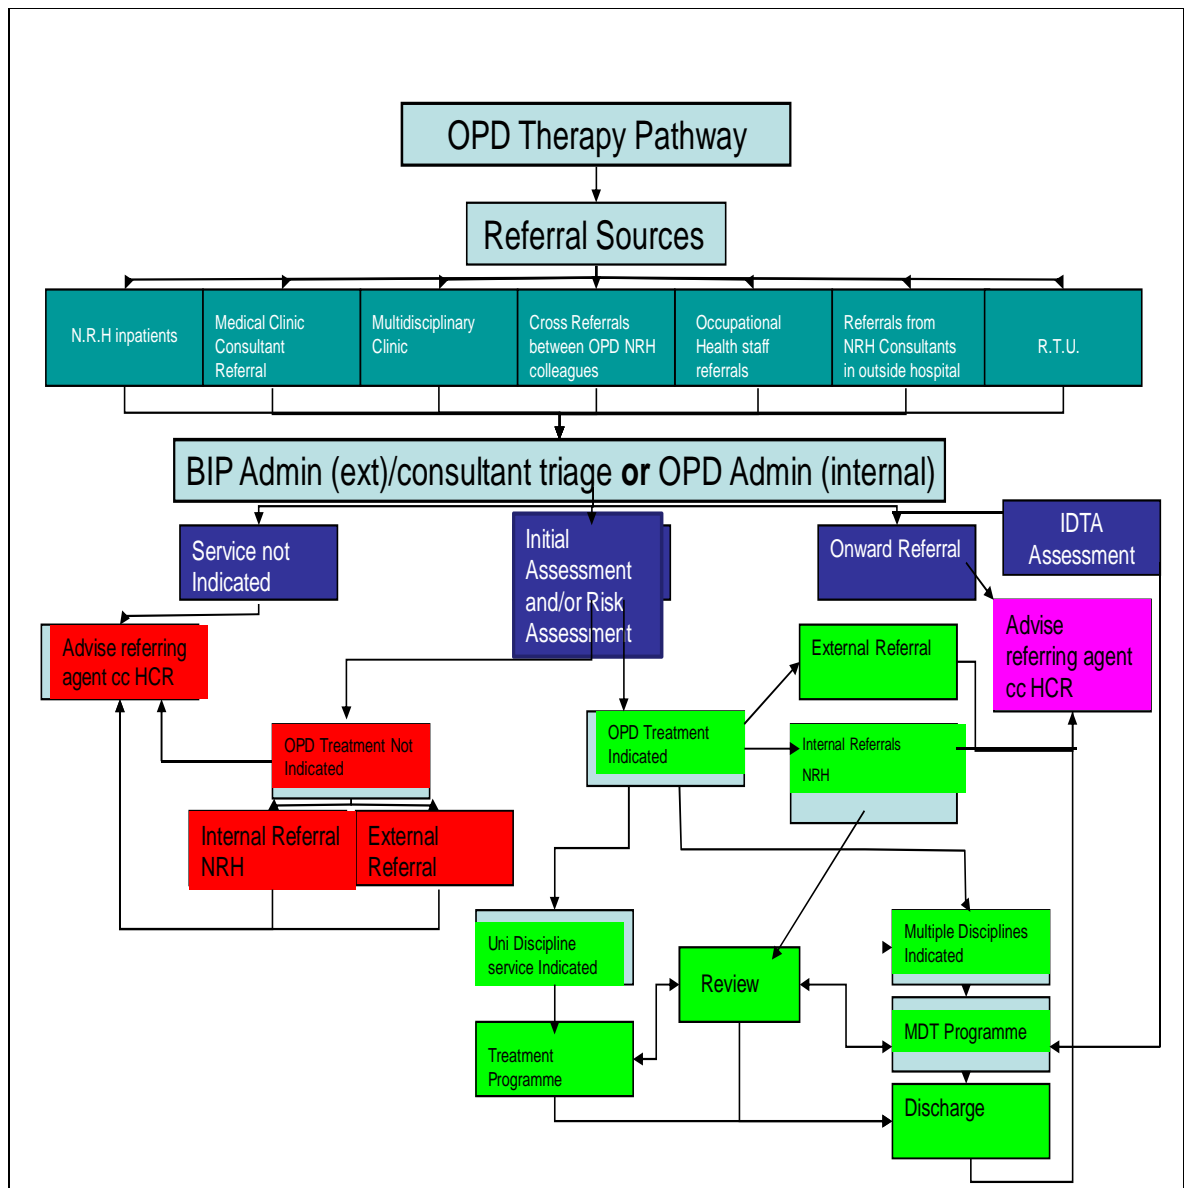 OPD Therapy Pathway
Referral Sources
N.R.H inpatients
Medical Clinic
Consultant
Referral
Multidisciplinary
Clinic
Cross Referrals
between OPD NRH
colleagues
Occupational
Health staff
referrals
Referrals from
NRH Consultants
in outside hospital
R.T.U.
BIP Admin (ext)/consultant triage or OPD Admin (internal)
Service not
Indicated
Initial
Assessment
and/or Risk
Assessment
Onward Referral
IDTA
Assessment
Advise referring
agent cc HCR
External Referral
Advise
referring agent
cc HCR
OPD Treatment Not
Indicated
OPD Treatment
Indicated
Internal Referrals
NRH
Internal Referral
NRH
External
Referral
Uni Discipline
service Indicated
Review
Multiple Disciplines
Indicated
MDT Programme
Treatment
Programme
Discharge